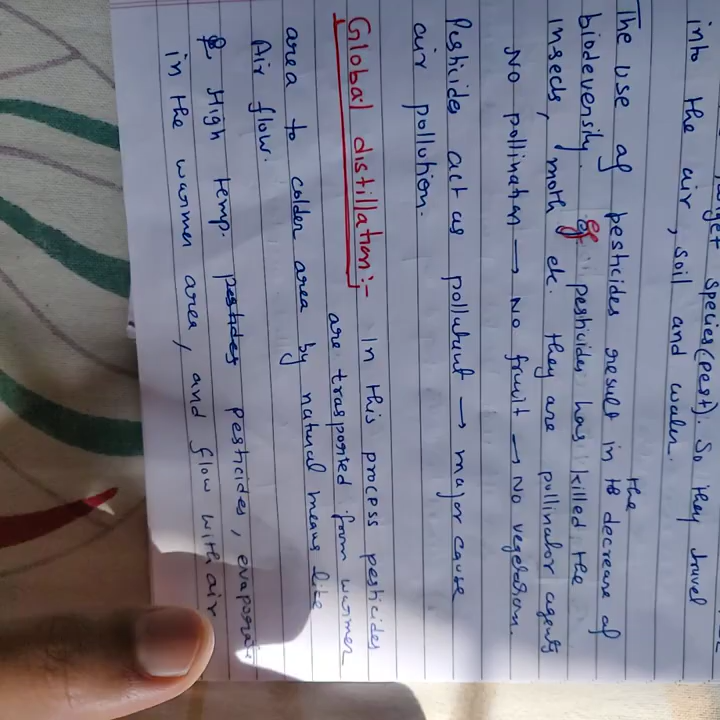 target species (pest). So they travel
into the air, soil and water.
The use of pesticides result in the decrease of
biodevensity. If pesticides has killed the
insects, moth etc. they are pollinator agents
No pollination → No fruit → No vegetation.
Pesticides act as pollutant → major cause
air pollution.
Global distillation:- In this process pesticides
are trasported from warmer
area to colder area by natural means like
Air flow.
High temp. pesticides, evaporate
in the warmer area, and flow with air